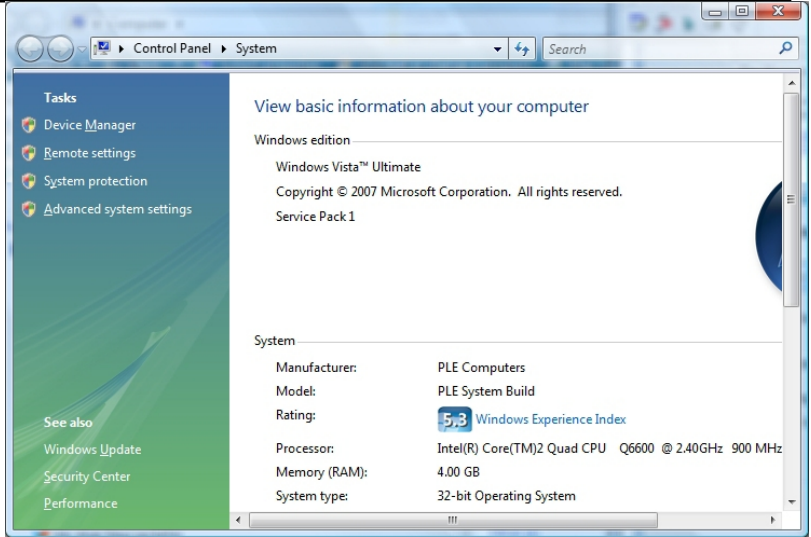 Control Panel System
Search
Tasks
Device Manager
Remote settings
System protection
Advanced system settings
See also
Windows Update
Security Center
Performance
View basic information about your computer
Windows edition
Windows Vista™ Ultimate
Copyright © 2007 Microsoft Corporation. All rights reserved.
Service Pack 1
System
Manufacturer: PLE Computers
Model: PLE System Build
Rating: 5.3 Windows Experience Index
Processor: Intel(R) Core(TM)2 Quad CPU Q6600 @ 2.40GHz 900 MHz
Memory (RAM): 4.00 GB
System type: 32-bit Operating System